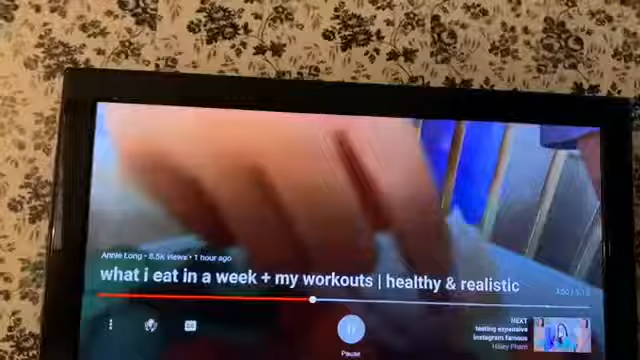 Annie Long • 8.5K views • 1 hour ago
what i eat in a week + my workouts | healthy & realistic
NEXT
testing expensive
instagram famous
Hailey Pham
Pause